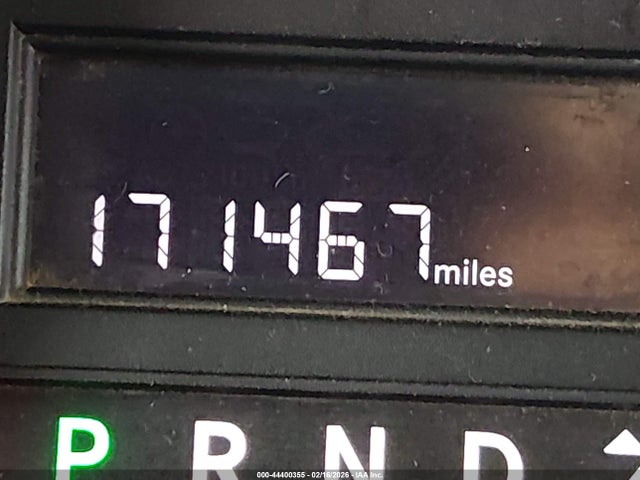 171467 miles
P R N D
000-44400355 - 02/16/2026 - IAA Inc.